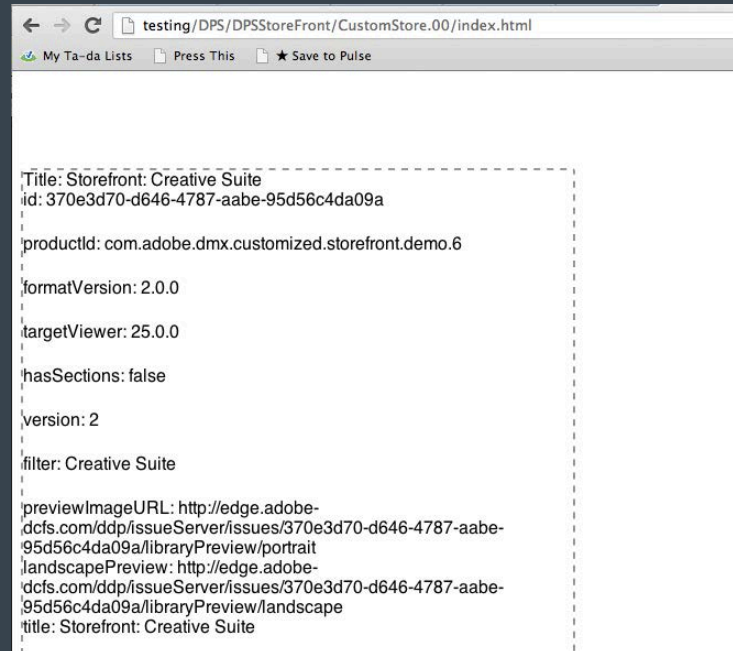 testing/DPS/DPSStoreFront/CustomStore.00/index.html
My Ta-da Lists Press This ★ Save to Pulse
Title: Storefront: Creative Suite
id: 370e3d70-d646-4787-aabe-95d56c4da09a
productId: com.adobe.dmx.customized.storefront.demo.6
formatVersion: 2.0.0
targetViewer: 25.0.0
hasSections: false
version: 2
filter: Creative Suite
previewImageURL: http://edge.adobe-
dcfs.com/ddp/issueServer/issues/370e3d70-d646-4787-aabe-
95d56c4da09a/libraryPreview/portrait
landscapePreview: http://edge.adobe-
dcfs.com/ddp/issueServer/issues/370e3d70-d646-4787-aabe-
95d56c4da09a/libraryPreview/landscape
title: Storefront: Creative Suite